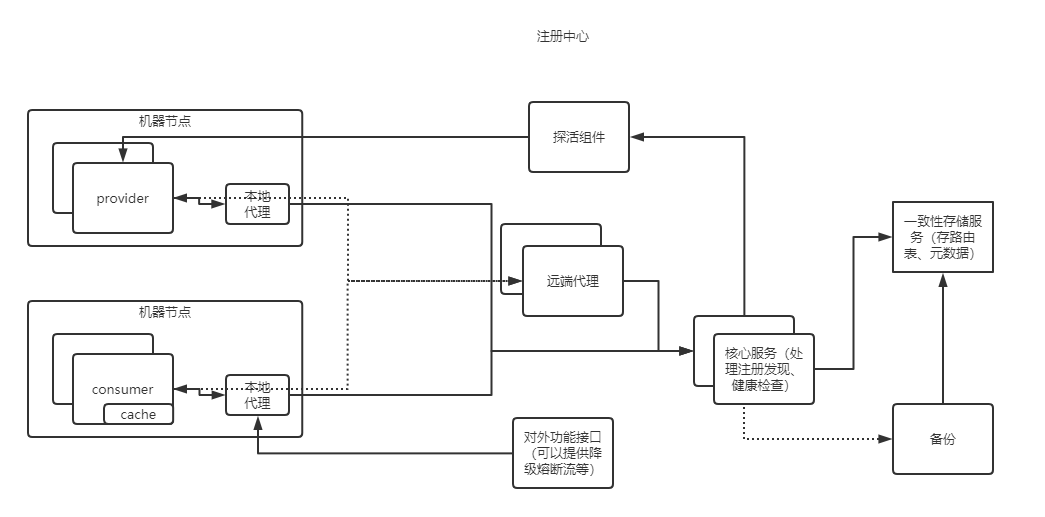 注册中心
机器节点
探活组件
provider
本地
代理
一致性存储服
务（存路由
表、元数据）
远端代理
机器节点
核心服务（处
理注册发现、
健康检查）
consumer
cache
本地
代理
对外功能接口
（可以提供降
级熔断流等）
备份